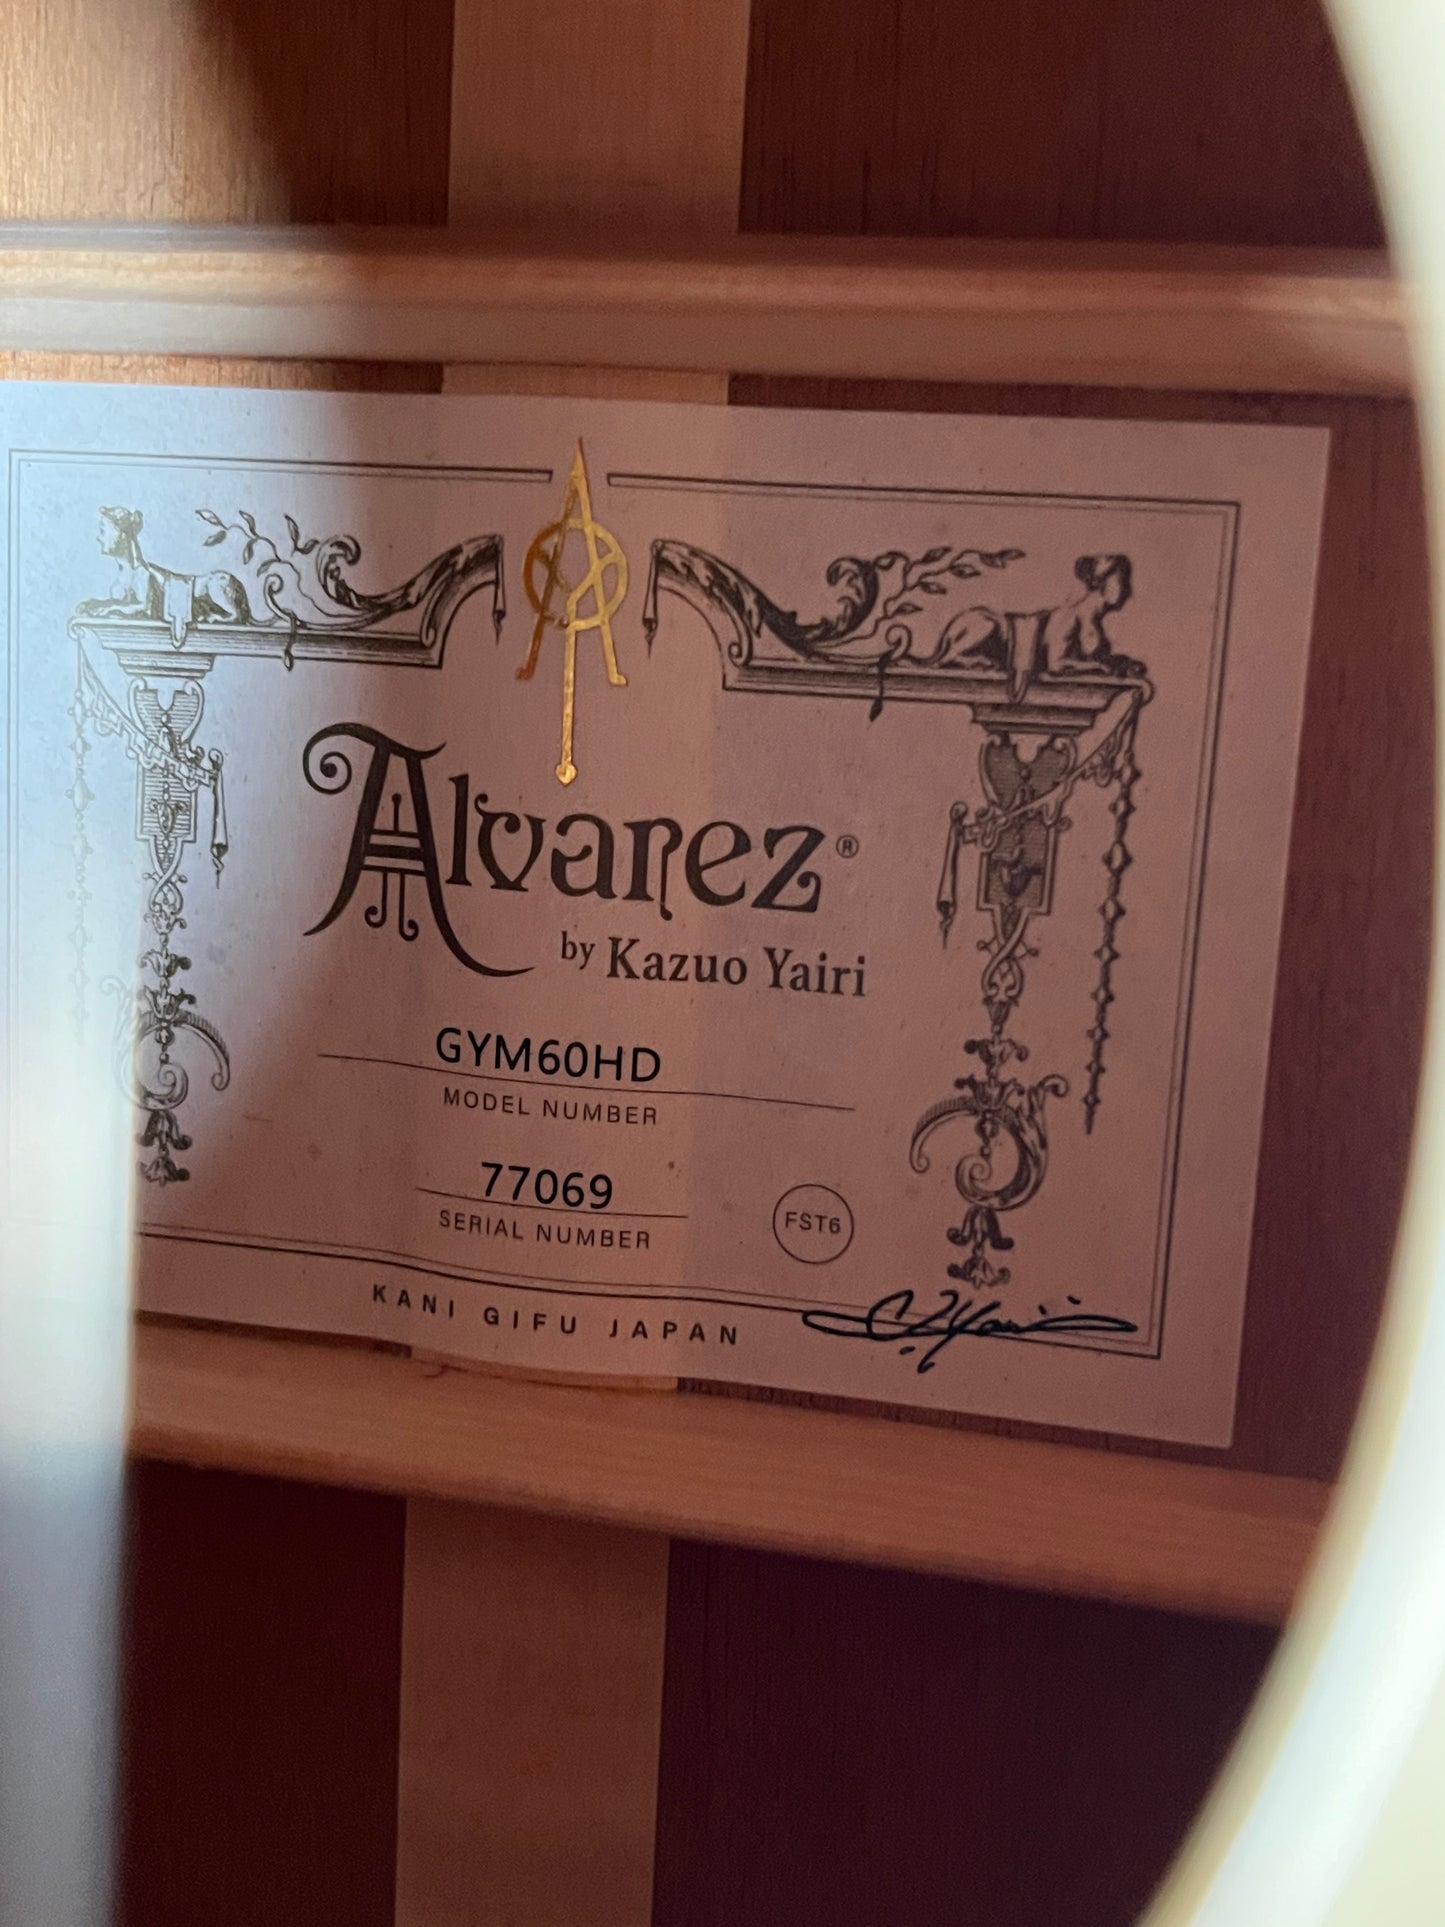 Alvarez®
by Kazuo Yairi
GYM60HD
MODEL NUMBER
77069
SERIAL NUMBER
FST6
KANI GIFU JAPAN